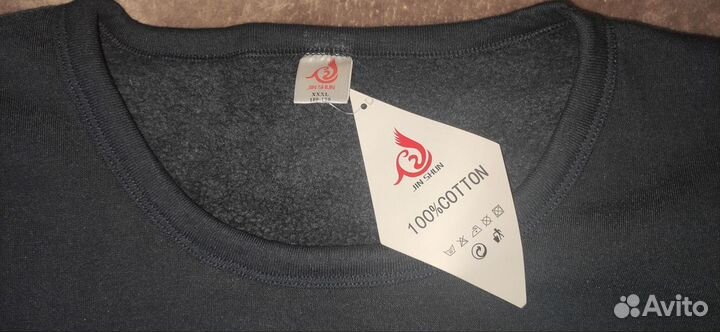 JIN SHUN
XXXL
JIN SHUN
100%COTTON
Avito